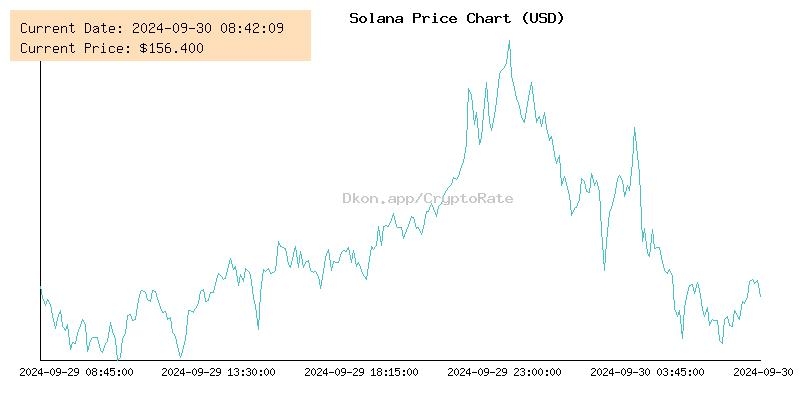 Solana Price Chart (USD)
Current Date: 2024-09-30 08:42:09
Current Price: $156.400
Dkon.app/CryptoRate
2024-09-29 08:45:00 2024-09-29 13:30:00 2024-09-29 18:15:00 2024-09-29 23:00:00 2024-09-30 03:45:00 2024-09-30